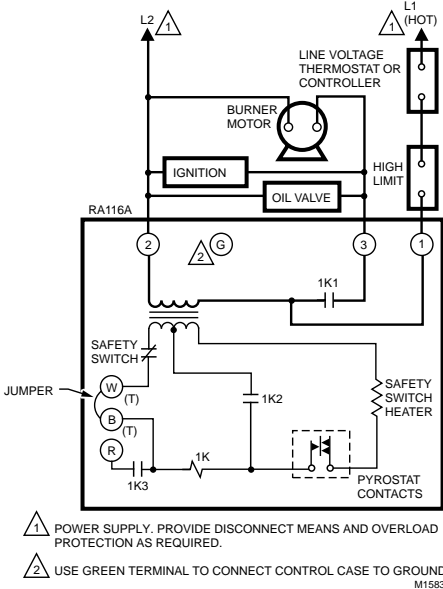 L2
1
1
L1
(HOT)
LINE VOLTAGE
THERMOSTAT OR
CONTROLLER
BURNER
MOTOR
IGNITION
HIGH
LIMIT
OIL VALVE
RA116A
2
2
G
3
1
1K1
SAFETY
SWITCH
JUMPER
W
(T)
B
(T)
R
1K3
1K
1K2
SAFETY
SWITCH
HEATER
PYROSTAT
CONTACTS
1 POWER SUPPLY. PROVIDE DISCONNECT MEANS AND OVERLOAD
PROTECTION AS REQUIRED.
2 USE GREEN TERMINAL TO CONNECT CONTROL CASE TO GROUND
M1583